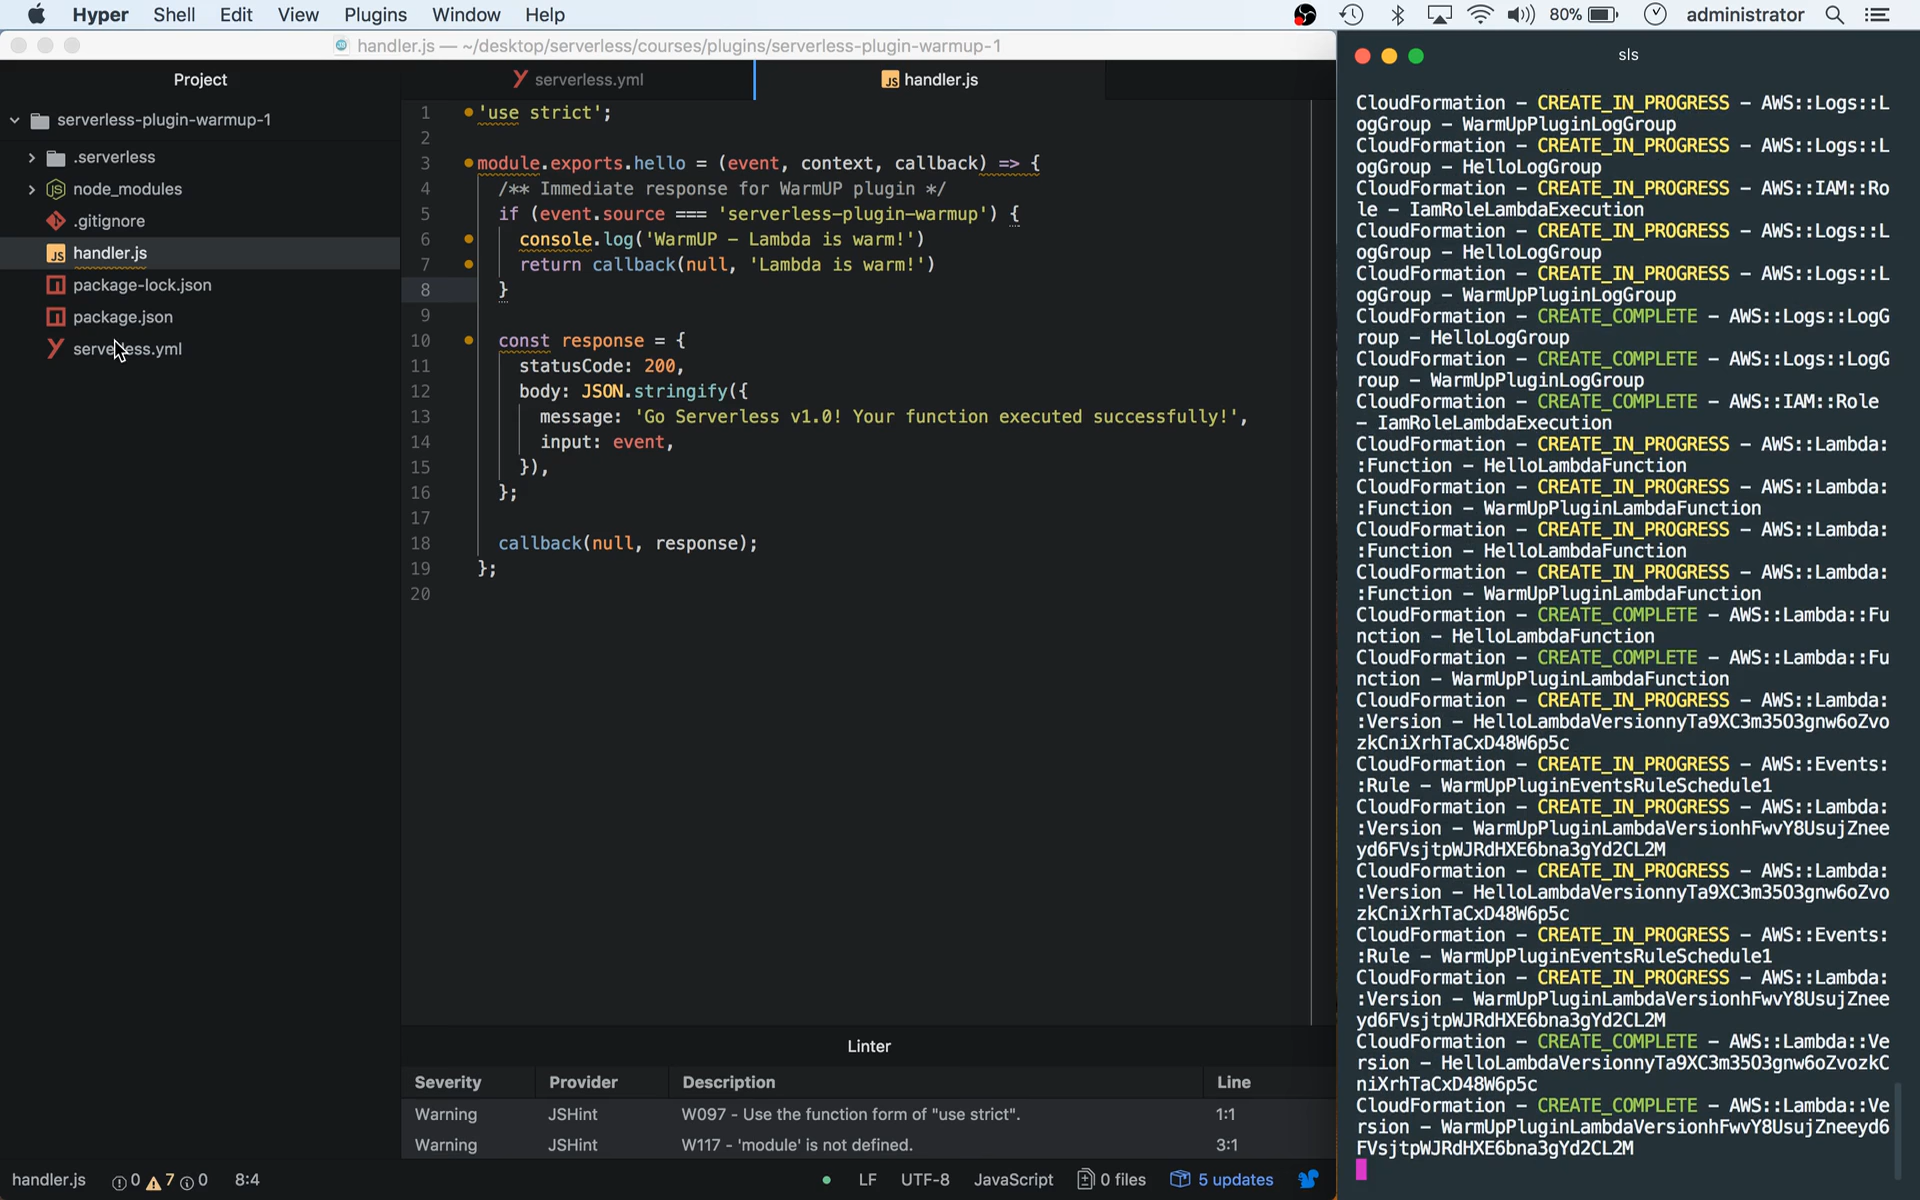 Hyper Shell Edit View Plugins Window Help 80% administrator
handler.js — ~/desktop/serverless/courses/plugins/serverless-plugin-warmup-1
Project
serverless-plugin-warmup-1
.serverless
node_modules
.gitignore
handler.js
package-lock.json
package.json
serverless.yml
serverless.yml handler.js
1 'use strict';
2
3 module.exports.hello = (event, context, callback) => {
4 /** Immediate response for WarmUP plugin */
5 if (event.source === 'serverless-plugin-warmup') {
6 console.log('WarmUP - Lambda is warm!')
7 return callback(null, 'Lambda is warm!')
8 }
9
10 const response = {
11 statusCode: 200,
12 body: JSON.stringify({
13 message: 'Go Serverless v1.0! Your function executed successfully!',
14 input: event,
15 }),
16 };
17
18 callback(null, response);
19 };
20
Linter
Severity Provider Description Line
Warning JSHint W097 - Use the function form of "use strict". 1:1
Warning JSHint W117 - 'module' is not defined. 3:1
handler.js 0 7 0 8:4 LF UTF-8 JavaScript 0 files 5 updates
sls
CloudFormation - CREATE_IN_PROGRESS - AWS::Logs::L
ogGroup - WarmUpPluginLogGroup
CloudFormation - CREATE_IN_PROGRESS - AWS::Logs::L
ogGroup - HelloLogGroup
CloudFormation - CREATE_IN_PROGRESS - AWS::IAM::Ro
le - IamRoleLambdaExecution
CloudFormation - CREATE_IN_PROGRESS - AWS::Logs::L
ogGroup - HelloLogGroup
CloudFormation - CREATE_IN_PROGRESS - AWS::Logs::L
ogGroup - WarmUpPluginLogGroup
CloudFormation - CREATE_COMPLETE - AWS::Logs::LogG
roup - HelloLogGroup
CloudFormation - CREATE_COMPLETE - AWS::Logs::LogG
roup - WarmUpPluginLogGroup
CloudFormation - CREATE_COMPLETE - AWS::IAM::Role
- IamRoleLambdaExecution
CloudFormation - CREATE_IN_PROGRESS - AWS::Lambda:
:Function - HelloLambdaFunction
CloudFormation - CREATE_IN_PROGRESS - AWS::Lambda:
:Function - WarmUpPluginLambdaFunction
CloudFormation - CREATE_IN_PROGRESS - AWS::Lambda:
:Function - HelloLambdaFunction
CloudFormation - CREATE_IN_PROGRESS - AWS::Lambda:
:Function - WarmUpPluginLambdaFunction
CloudFormation - CREATE_COMPLETE - AWS::Lambda::Fu
nction - HelloLambdaFunction
CloudFormation - CREATE_COMPLETE - AWS::Lambda::Fu
nction - WarmUpPluginLambdaFunction
CloudFormation - CREATE_IN_PROGRESS - AWS::Lambda:
:Version - HelloLambdaVersionnyTa9XC3m35O3gnw6oZvo
zkCniXrhTaCxD48W6p5c
CloudFormation - CREATE_IN_PROGRESS - AWS::Events:
:Rule - WarmUpPluginEventsRuleSchedule1
CloudFormation - CREATE_IN_PROGRESS - AWS::Lambda:
:Version - WarmUpPluginLambdaVersionhFwvY8UsujZnee
yd6FVsjtpWJRdHXE6bna3gYd2CL2M
CloudFormation - CREATE_IN_PROGRESS - AWS::Lambda:
:Version - HelloLambdaVersionnyTa9XC3m35O3gnw6oZvo
zkCniXrhTaCxD48W6p5c
CloudFormation - CREATE_IN_PROGRESS - AWS::Events:
:Rule - WarmUpPluginEventsRuleSchedule1
CloudFormation - CREATE_IN_PROGRESS - AWS::Lambda:
:Version - WarmUpPluginLambdaVersionhFwvY8UsujZnee
yd6FVsjtpWJRdHXE6bna3gYd2CL2M
CloudFormation - CREATE_COMPLETE - AWS::Lambda::Ve
rsion - HelloLambdaVersionnyTa9XC3m35O3gnw6oZvozkC
niXrhTaCxD48W6p5c
CloudFormation - CREATE_COMPLETE - AWS::Lambda::Ve
rsion - WarmUpPluginLambdaVersionhFwvY8UsujZneeyd6
FVsjtpWJRdHXE6bna3gYd2CL2M